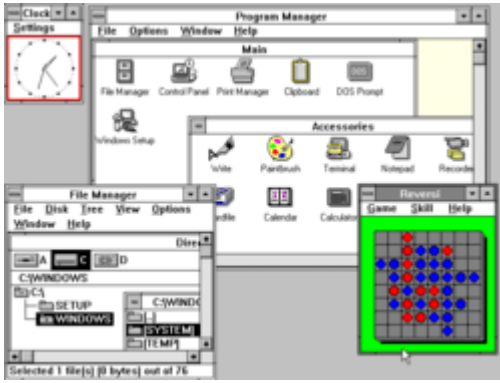 Clock
Settings
Program Manager
File Options Window Help
Main
File Manager Control Panel Print Manager Clipboard DOS Prompt
Windows Setup
Accessories
Write Paintbrush Terminal Notepad Recorder
Cardfile Calendar Calculator
File Manager
File Disk Tree View Options
Window Help
Direc
A C D
C:\WINDOWS
C:\
SETUP
WINDOWS
C:\WINDO
[..]
[SYSTEM]
[TEMP]
Selected 1 file(s) (0 bytes) out of 76
Reversi
Game Skill Help